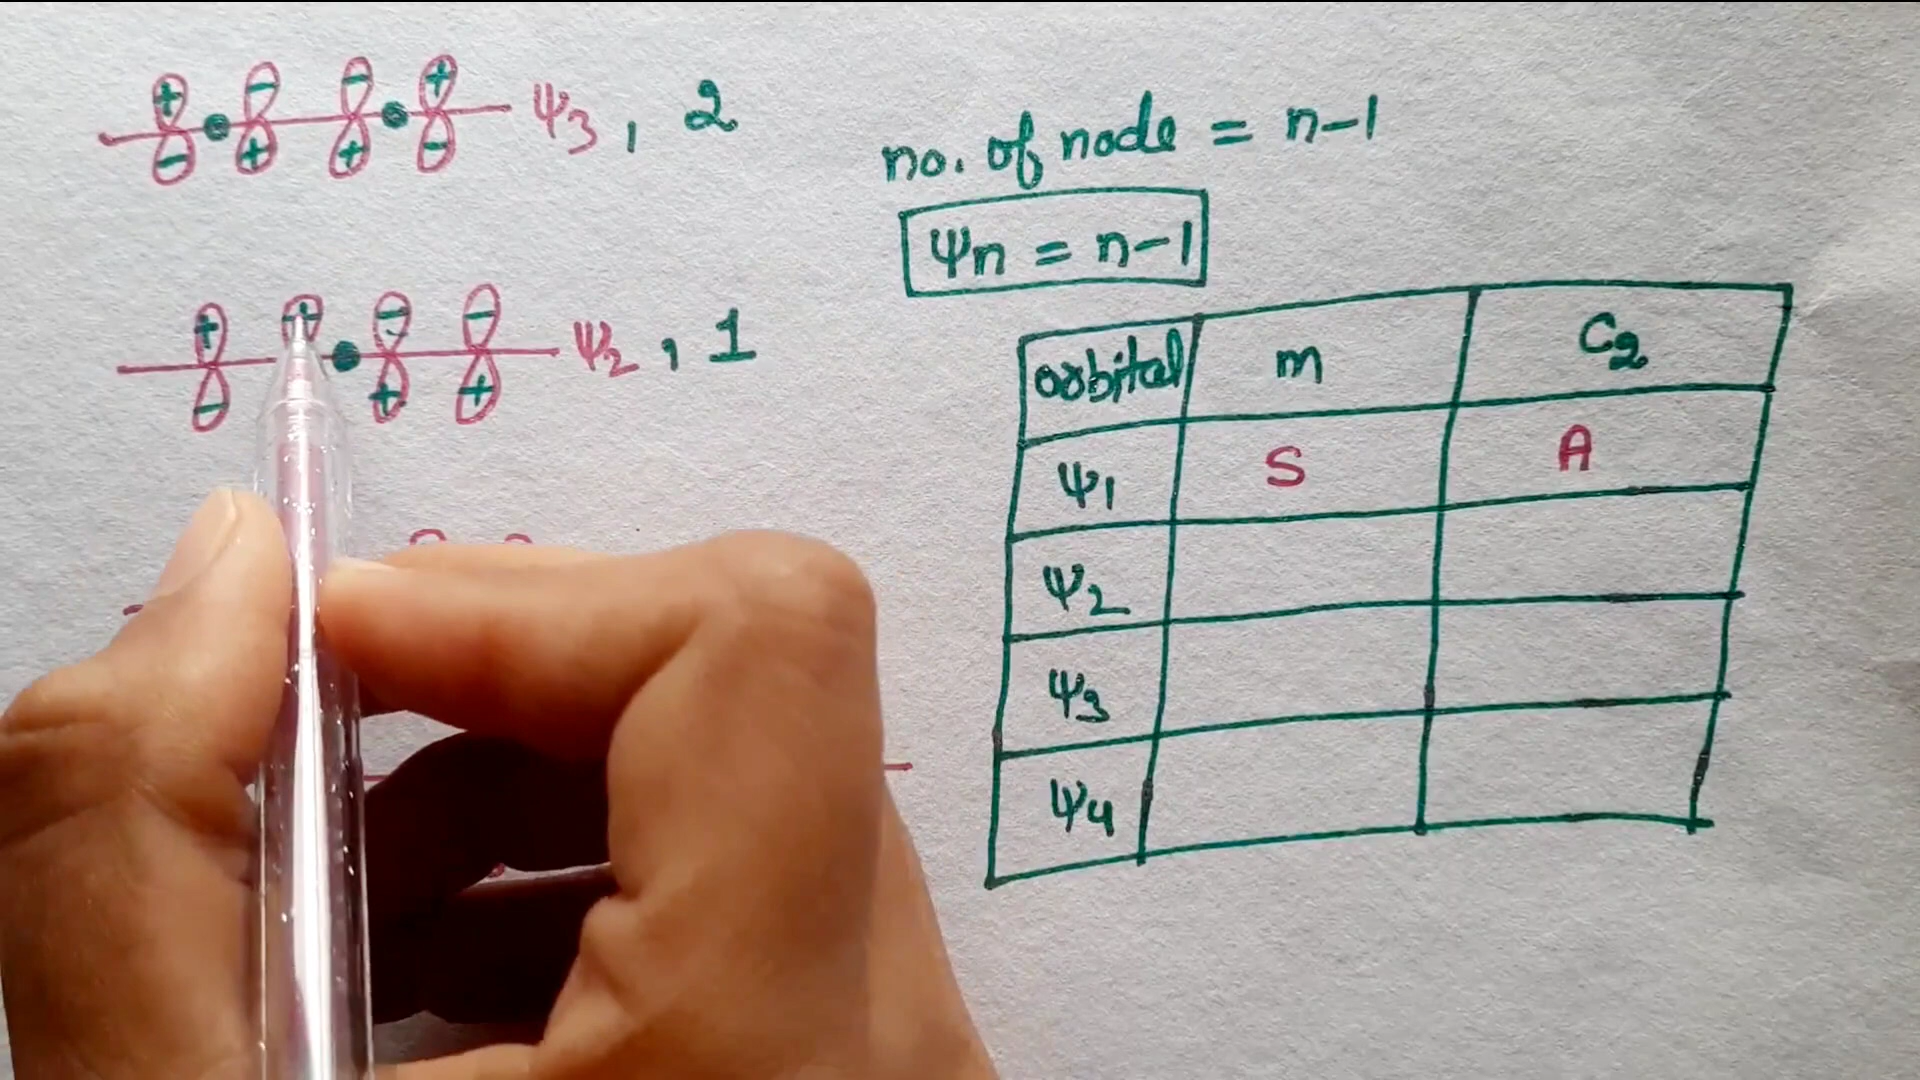 + − − + ψ3, 2
− + + −
no. of node = n-1
ψn = n-1
+ + − − ψ2, 1
− + +
orbital m C2
ψ1 S A
ψ2
ψ3
ψ4